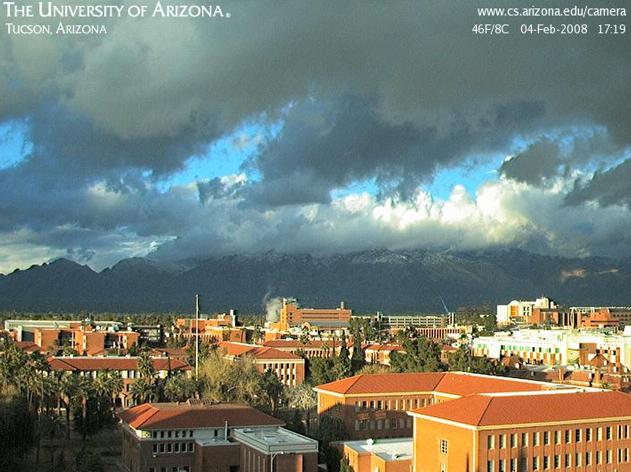 THE UNIVERSITY OF ARIZONA®
TUCSON, ARIZONA
www.cs.arizona.edu/camera
46F/8C 04-Feb-2008 17:19